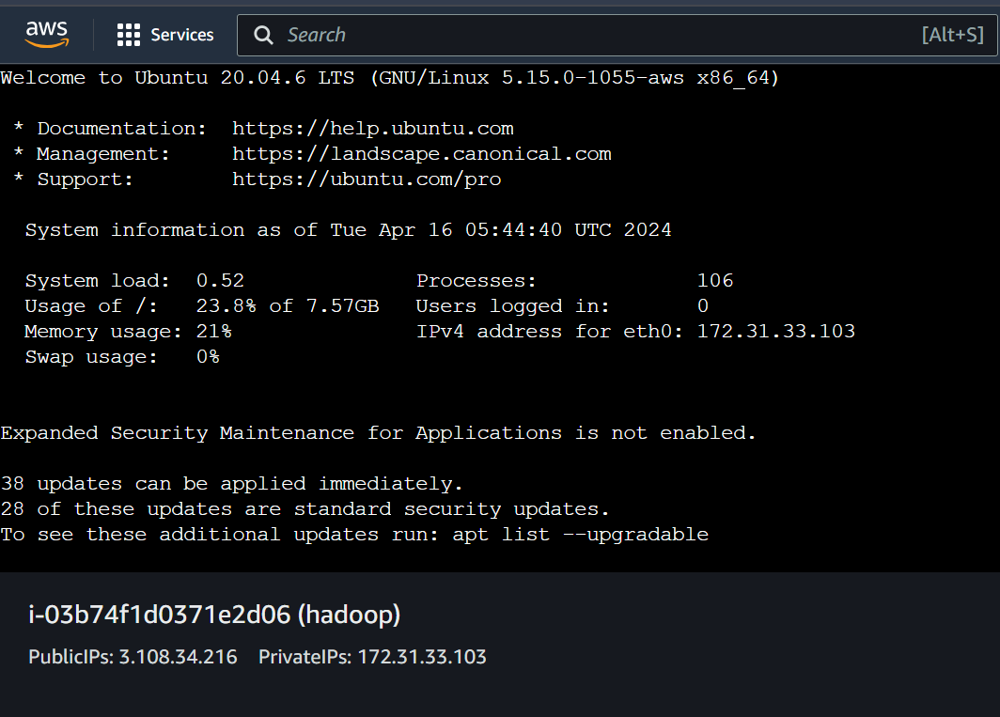 aws Services Search [Alt+S]
Welcome to Ubuntu 20.04.6 LTS (GNU/Linux 5.15.0-1055-aws x86_64)
* Documentation: https://help.ubuntu.com
* Management: https://landscape.canonical.com
* Support: https://ubuntu.com/pro
System information as of Tue Apr 16 05:44:40 UTC 2024
System load: 0.52 Processes: 106
Usage of /: 23.8% of 7.57GB Users logged in: 0
Memory usage: 21% IPv4 address for eth0: 172.31.33.103
Swap usage: 0%
Expanded Security Maintenance for Applications is not enabled.
38 updates can be applied immediately.
28 of these updates are standard security updates.
To see these additional updates run: apt list --upgradable
i-03b74f1d0371e2d06 (hadoop)
PublicIPs: 3.108.34.216 PrivateIPs: 172.31.33.103